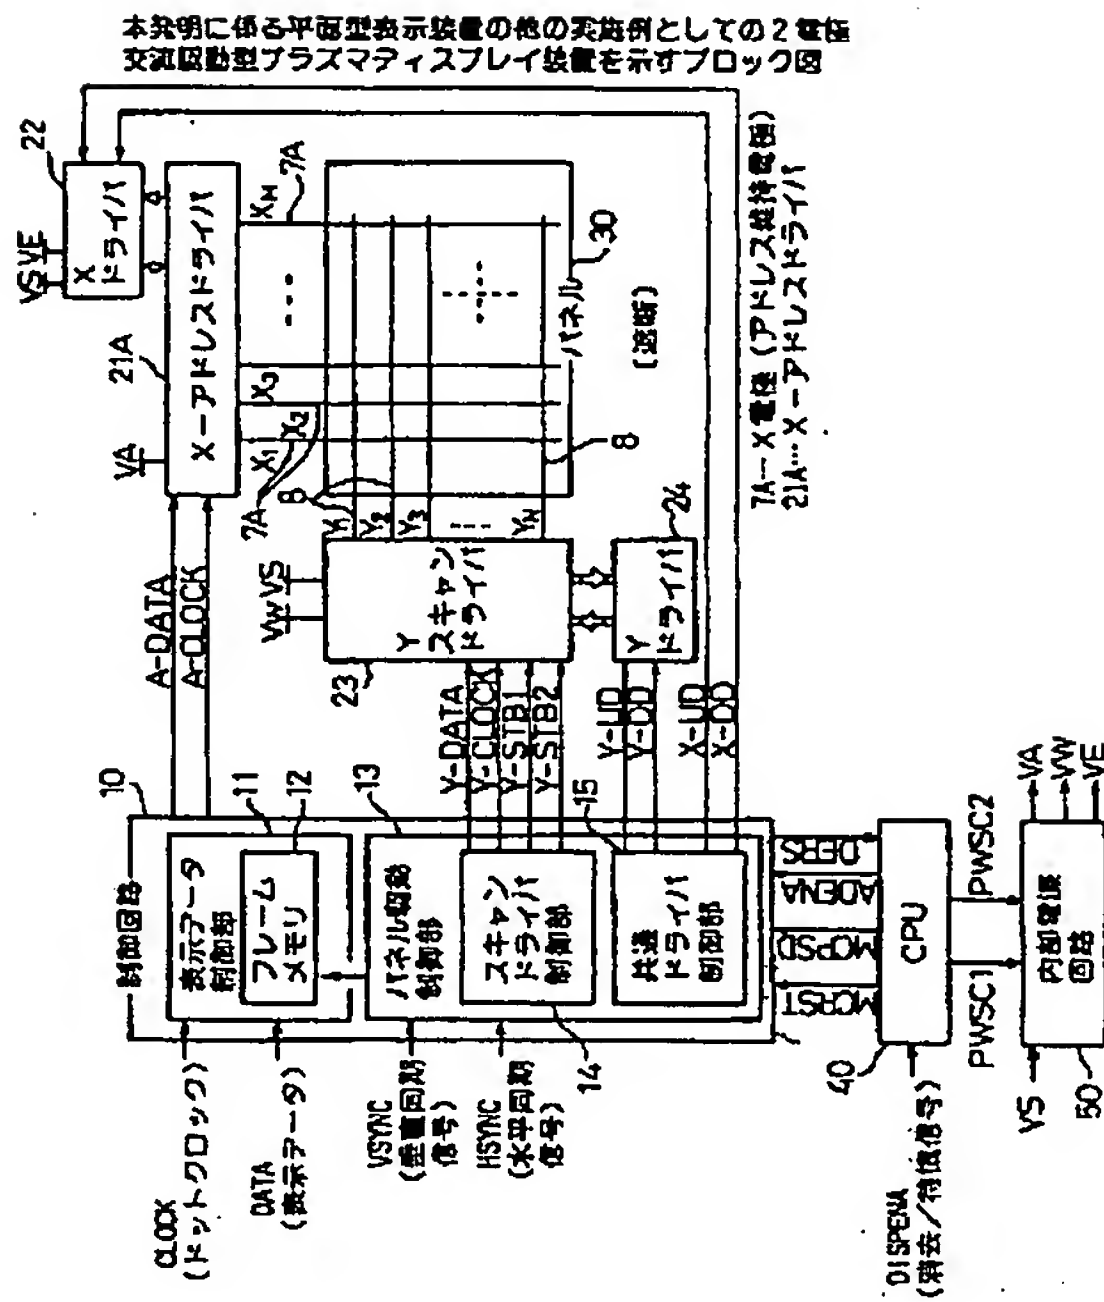 本発明に係る平面型表示装置の他の実施例としての2電極
交流駆動型プラズマディスプレイ装置を示すブロック図
22
VS VE
X
ドライバ
21A
VA
X-アドレスドライバ
A-DATA
A-CLOCK
X1
X2
X3
XM
7A
7A
8
Y1
Y2
Y3
YN
8
パネル
30
(遮断)
VW VS
Y
スキャン
ドライバ
23
Y
ドライバ
24
Y-DATA
Y-CLOCK
Y-STB1
Y-STB2
Y-UD
Y-DD
X-UD
X-DD
7A…X電極(アドレス維持電極)
21A…X-アドレスドライバ
10
制御回路
11
表示データ
制御部
12
フレーム
メモリ
13
パネル駆動
制御部
スキャン
ドライバ
制御部
14
15
共通
ドライバ
制御部
CLOCK
(ドットクロック)
DATA
(表示データ)
VSYNC
(垂直同期
信号)
HSYNC
(水平同期
信号)
MCRST
MCPSD
ADENA
DERS
DISPENA
(消去/待機信号)
40
CPU
PWSC1
PWSC2
VS
50
内部電源
回路
VA
VW
VE